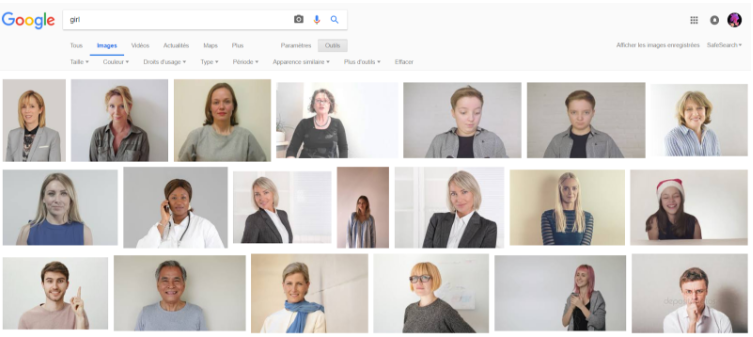 Google girl
Tous Images Vidéos Actualités Maps Plus Paramètres Outils Afficher les images enregistrées SafeSearch
Taille Couleur Droits d'usage Type Période Apparence similaire Plus d'outils Effacer